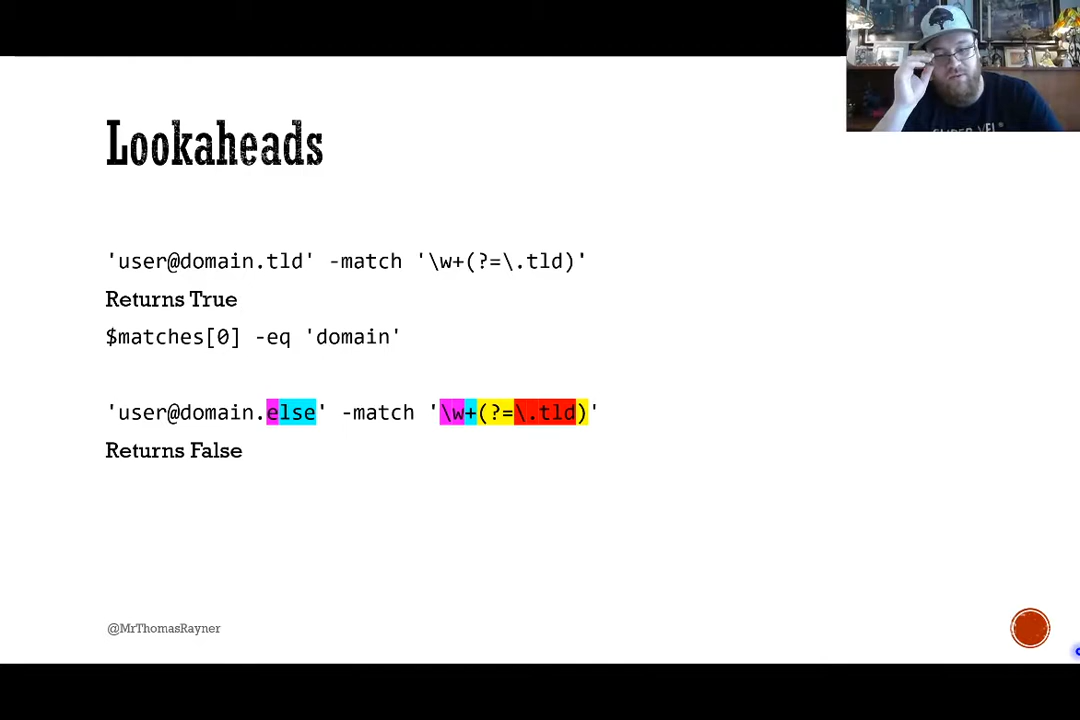 Lookaheads
'user@domain.tld' -match '\w+(?=\.tld)'
Returns True
$matches[0] -eq 'domain'
'user@domain.else' -match '\w+(?=\.tld)'
Returns False
@MrThomasRayner